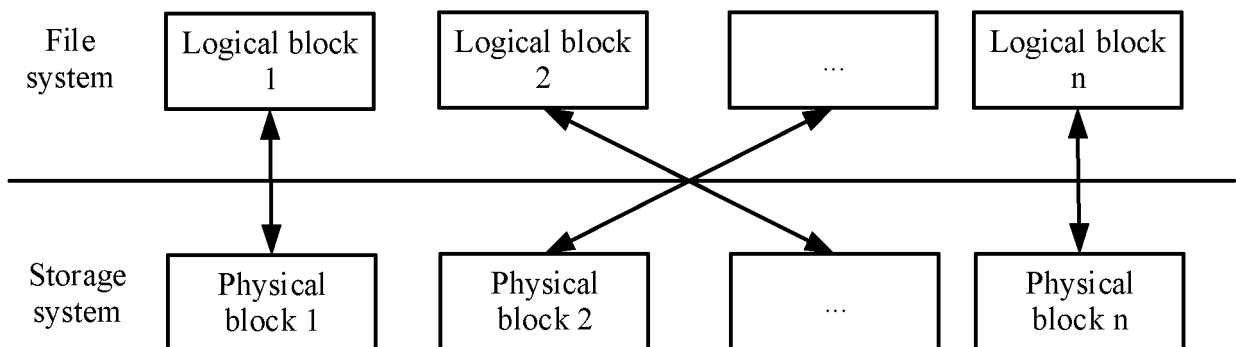 File
system
Logical block
1
Logical block
2
...
Logical block
n
Storage
system
Physical
block 1
Physical
block 2
...
Physical
block n